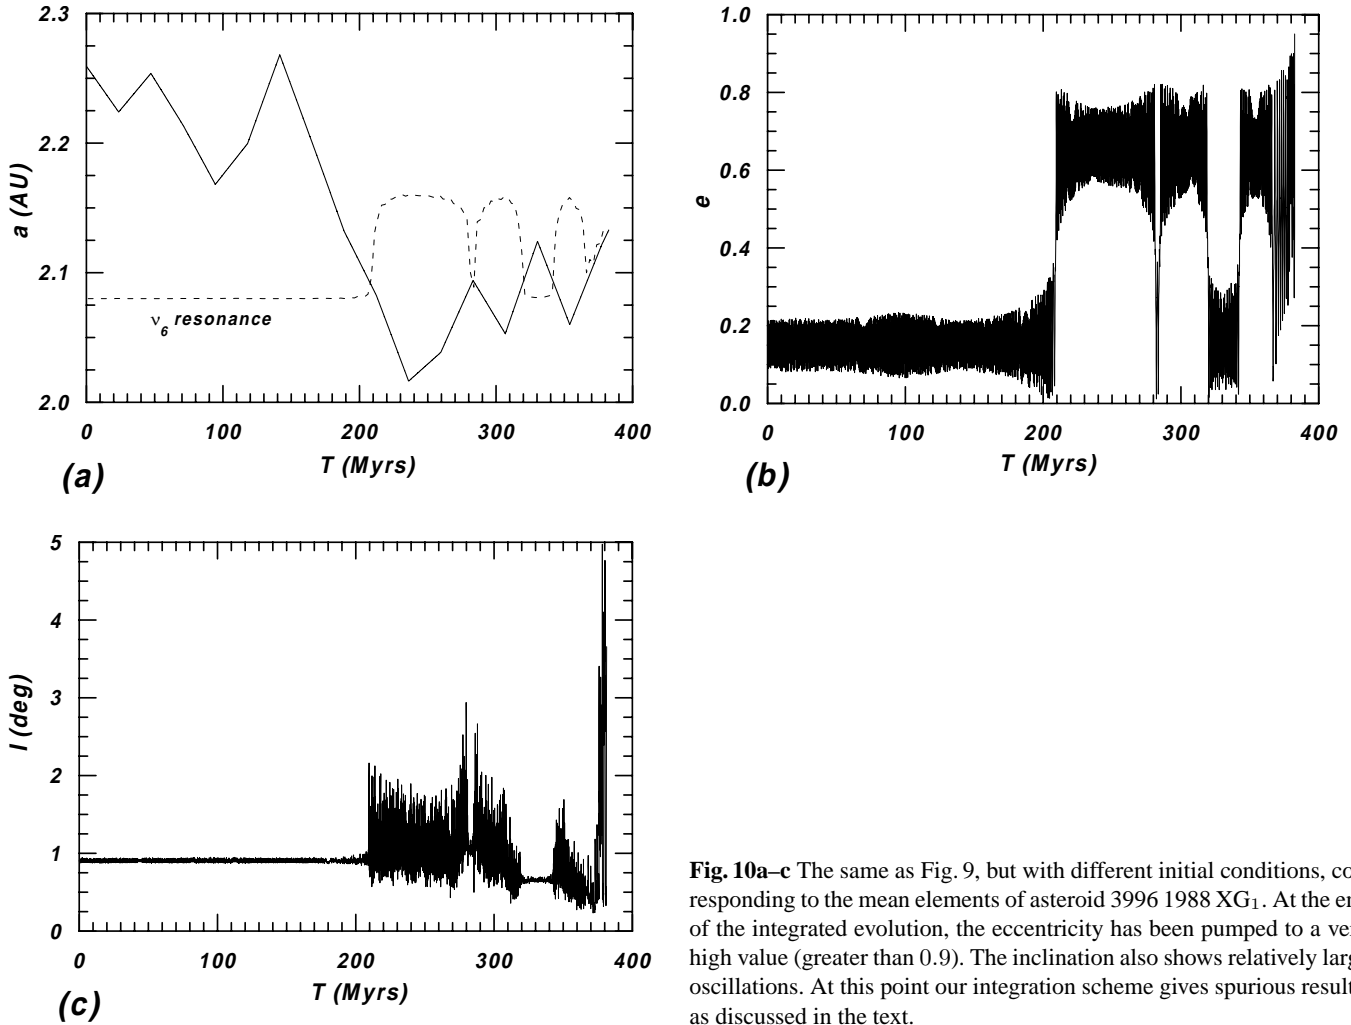 2.3
2.2
2.1
2.0
a (AU)
ν6 resonance
0 100 200 300 400
T (Myrs)
(a)
1.0
0.8
0.6
0.4
0.2
0.0
e
0 100 200 300 400
T (Myrs)
(b)
5
4
3
2
1
0
I (deg)
0 100 200 300 400
T (Myrs)
(c)
Fig. 10a–c The same as Fig. 9, but with different initial conditions, co
responding to the mean elements of asteroid 3996 1988 XG1. At the en
of the integrated evolution, the eccentricity has been pumped to a ve
high value (greater than 0.9). The inclination also shows relatively larg
oscillations. At this point our integration scheme gives spurious result
as discussed in the text.